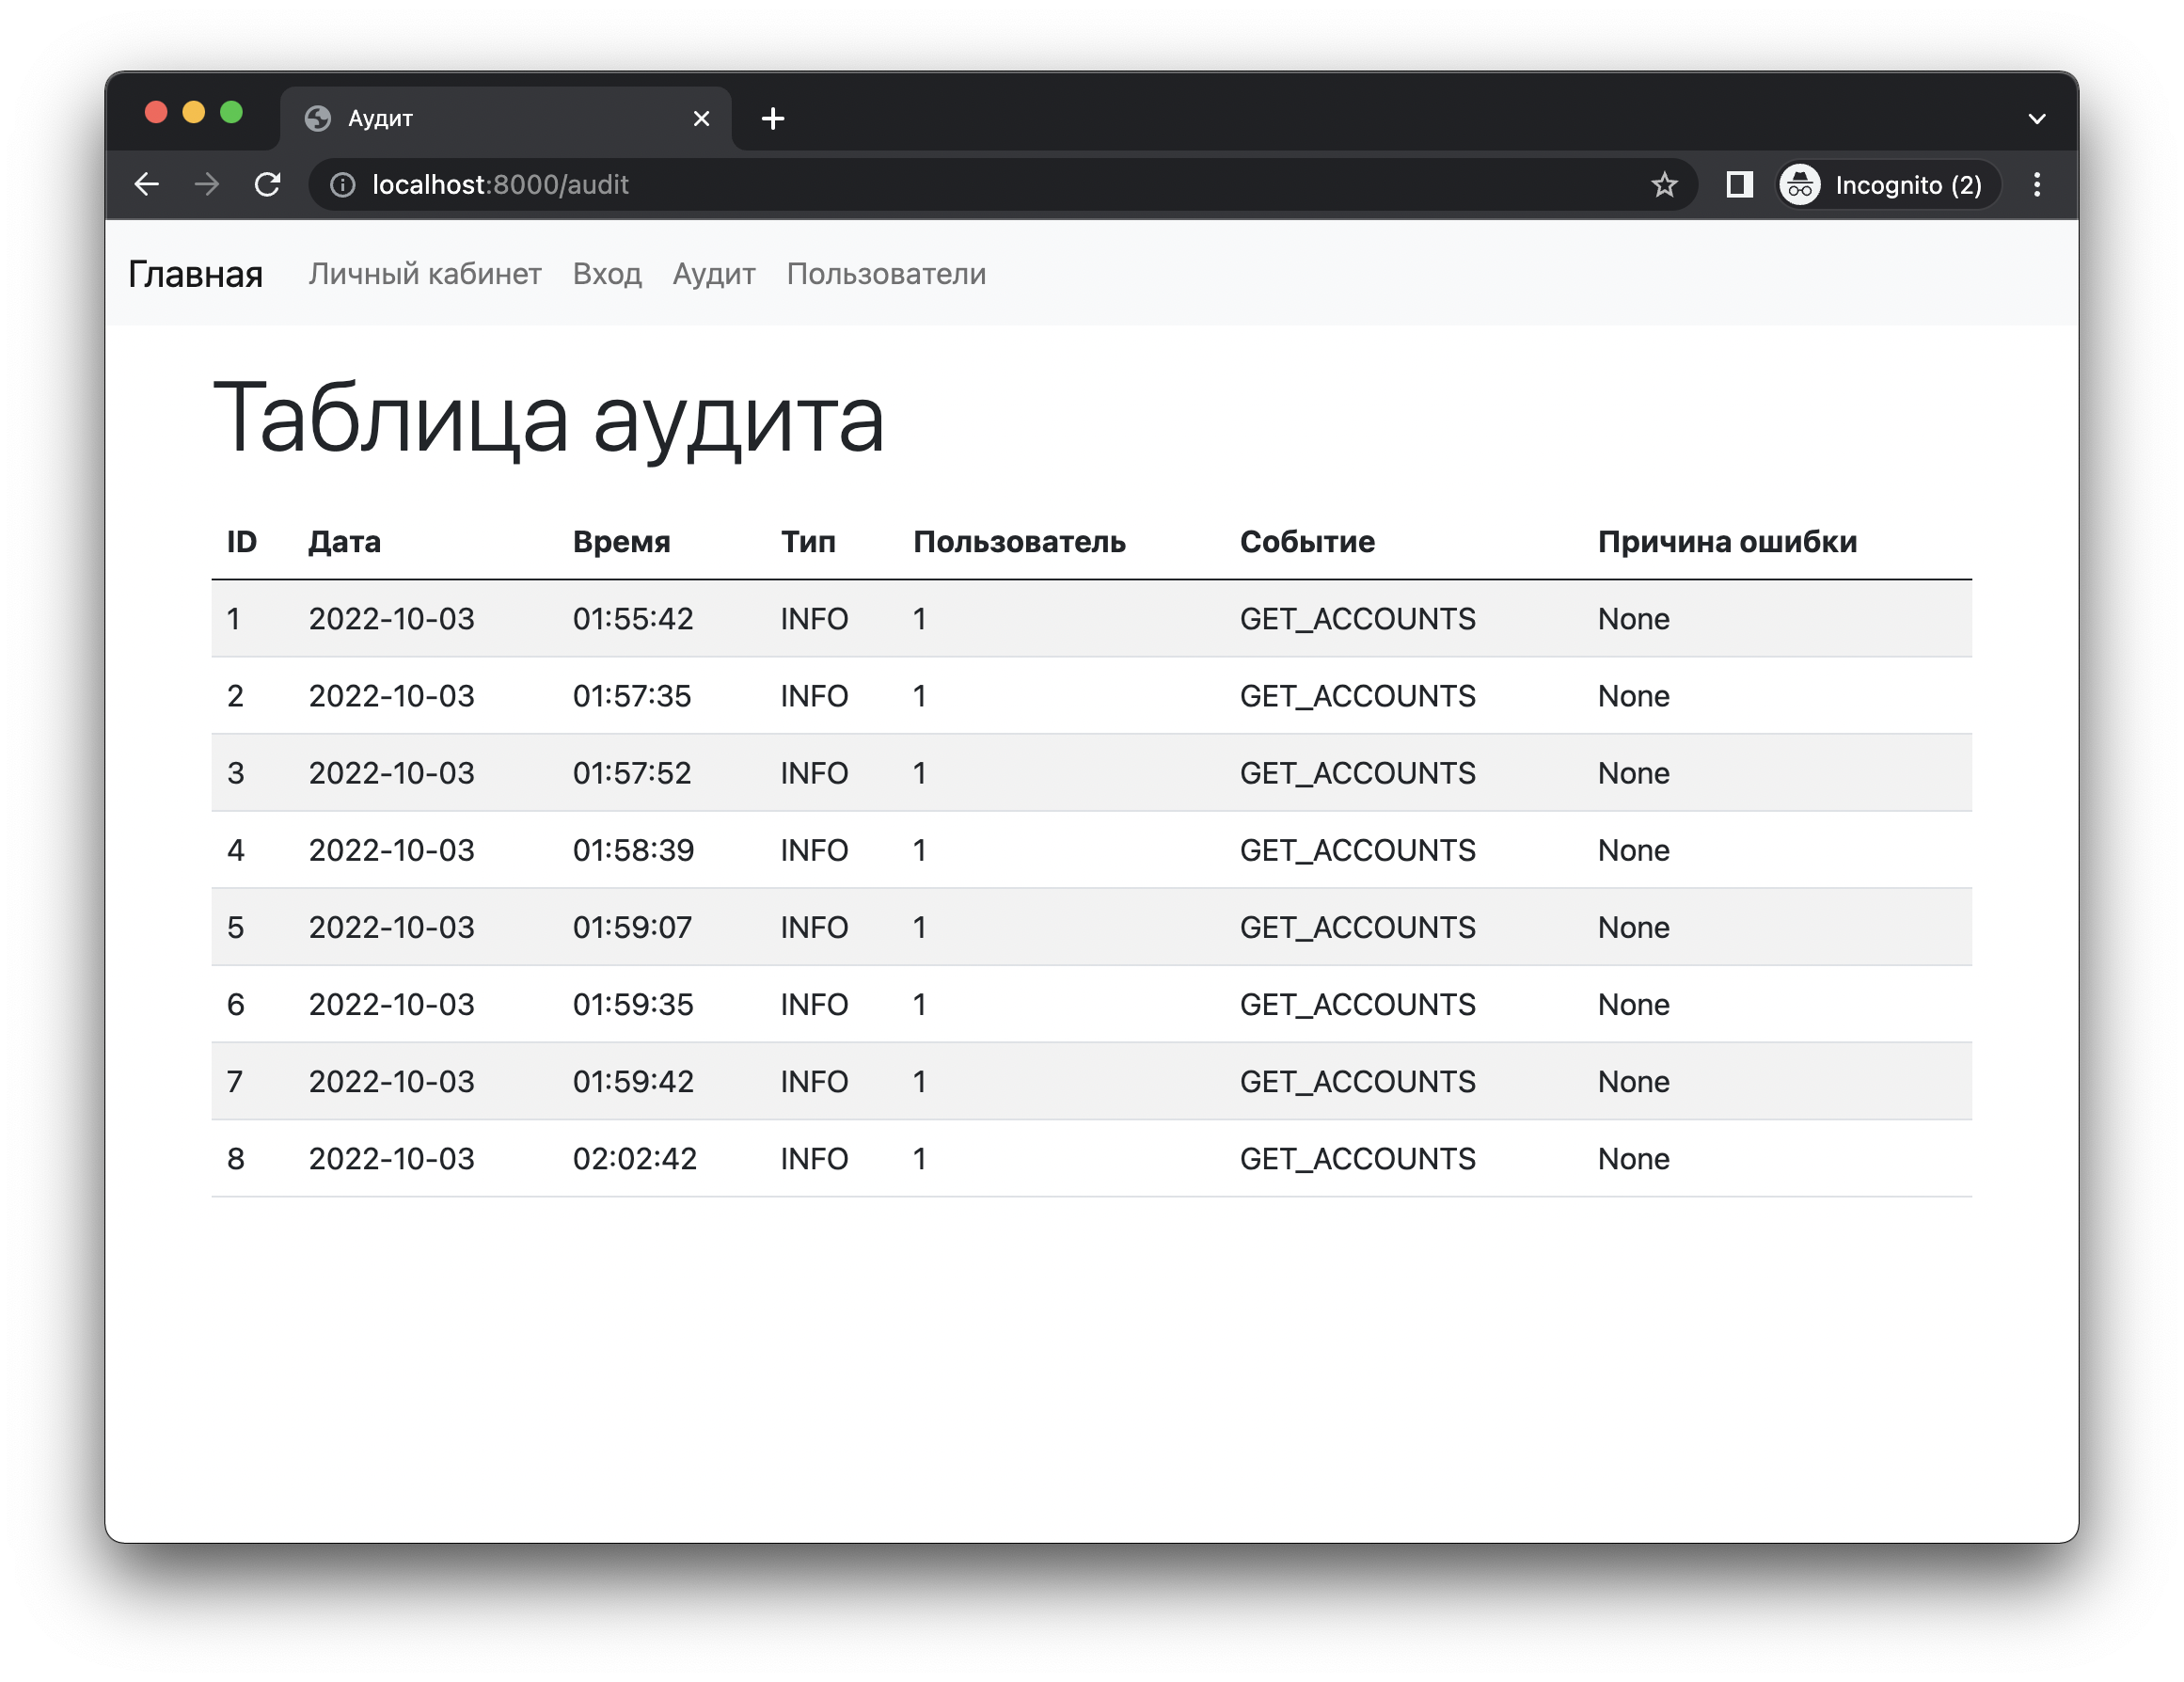 Аудит
localhost:8000/audit
Incognito (2)
Главная Личный кабинет Вход Аудит Пользователи
Таблица аудита
ID Дата Время Тип Пользователь Событие Причина ошибки
1 2022-10-03 01:55:42 INFO 1 GET_ACCOUNTS None
2 2022-10-03 01:57:35 INFO 1 GET_ACCOUNTS None
3 2022-10-03 01:57:52 INFO 1 GET_ACCOUNTS None
4 2022-10-03 01:58:39 INFO 1 GET_ACCOUNTS None
5 2022-10-03 01:59:07 INFO 1 GET_ACCOUNTS None
6 2022-10-03 01:59:35 INFO 1 GET_ACCOUNTS None
7 2022-10-03 01:59:42 INFO 1 GET_ACCOUNTS None
8 2022-10-03 02:02:42 INFO 1 GET_ACCOUNTS None